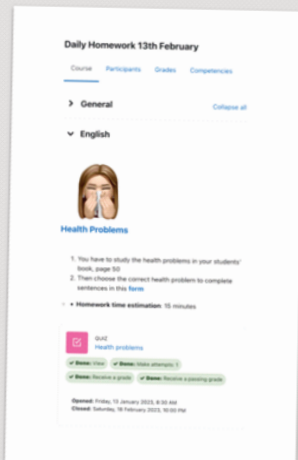 Daily Homework 13th February
Course Participants Grades Competencies
General Collapse all
English
Health Problems
1. You have to study the health problems in your students'
book, page 50
2. Then choose the correct health problem to complete
sentences in this form
• Homework time estimation: 15 minutes
QUIZ
Health problems
✓ Done: View ✓ Done: Make attempts: 1
✓ Done: Receive a grade ✓ Done: Receive a passing grade
Opened: Friday, 13 January 2023, 8:30 AM
Closed: Saturday, 18 February 2023, 10:00 PM